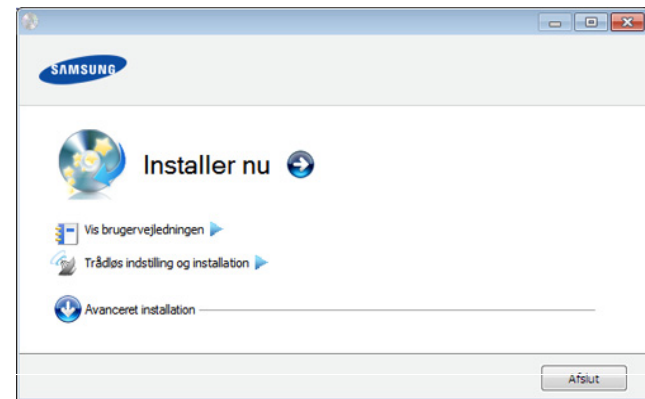 SAMSUNG
Installer nu
Vis brugervejledningen
Trådløs indstilling og installation
Avanceret installation
Afslut